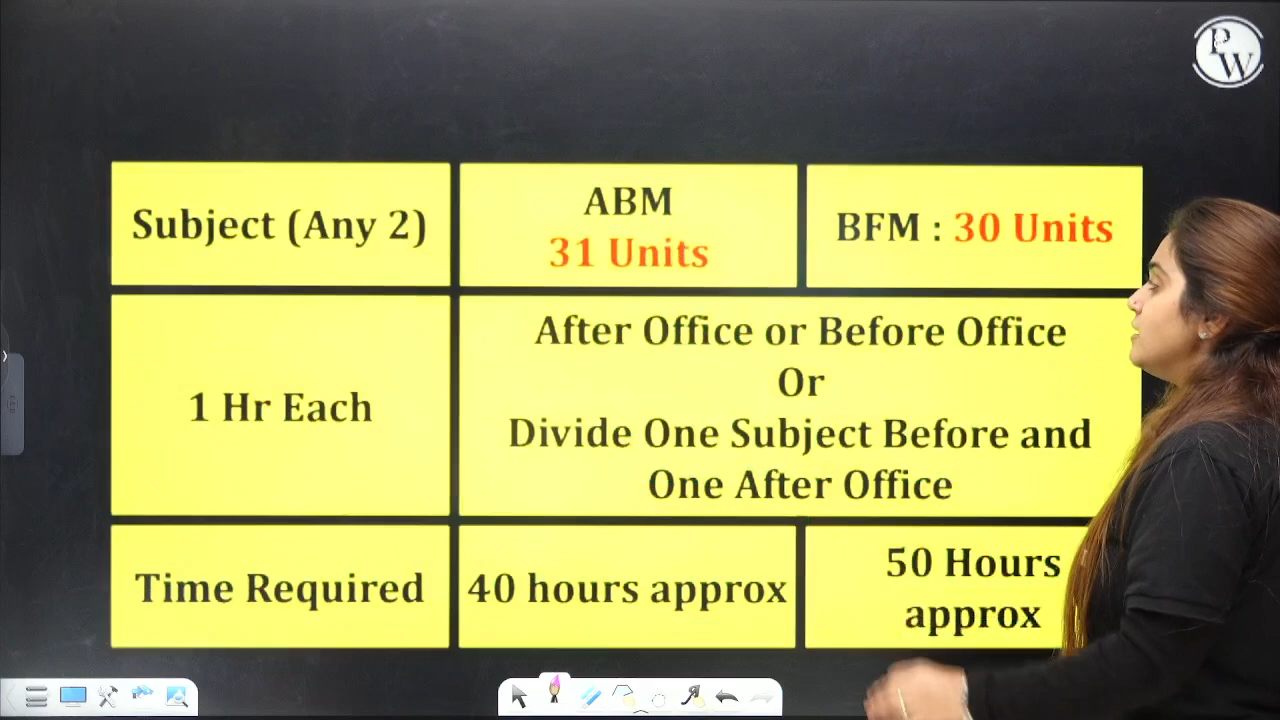 PW
Subject (Any 2)
ABM
31 Units
BFM : 30 Units
1 Hr Each
After Office or Before Office
Or
Divide One Subject Before and
One After Office
Time Required
40 hours approx
50 Hours
approx